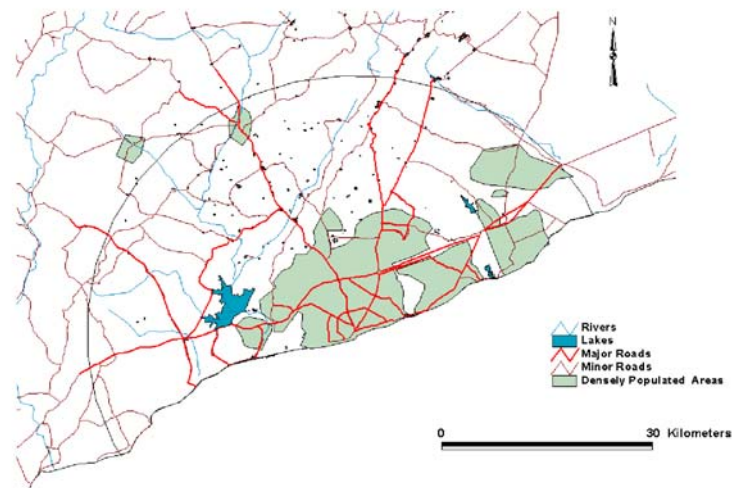 N
Rivers
Lakes
Major Roads
Minor Roads
Densely Populated Areas
0 30 Kilometers